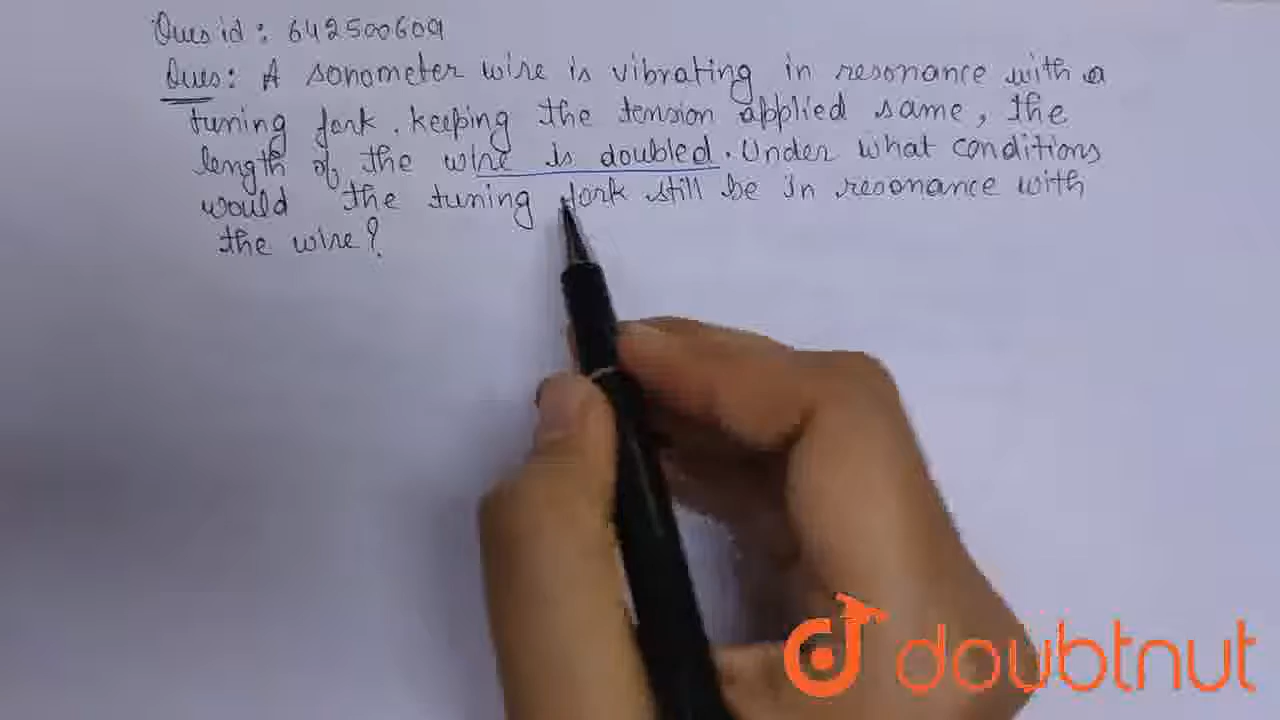 Ques id: 642500609
Ques: A sonometer wire is vibrating in resonance with a
tuning fork. keeping the tension applied same, the
length of the wire is doubled. Under what conditions
would the tuning fork still be in resonance with
the wire?
doubtnut